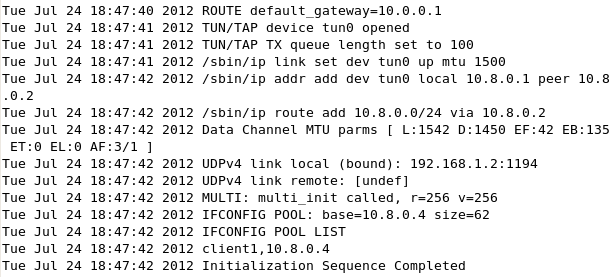 Tue Jul 24 18:47:40 2012 ROUTE default_gateway=10.0.0.1
Tue Jul 24 18:47:41 2012 TUN/TAP device tun0 opened
Tue Jul 24 18:47:41 2012 TUN/TAP TX queue length set to 100
Tue Jul 24 18:47:41 2012 /sbin/ip link set dev tun0 up mtu 1500
Tue Jul 24 18:47:42 2012 /sbin/ip addr add dev tun0 local 10.8.0.1 peer 10.8
.0.2
Tue Jul 24 18:47:42 2012 /sbin/ip route add 10.8.0.0/24 via 10.8.0.2
Tue Jul 24 18:47:42 2012 Data Channel MTU parms [ L:1542 D:1450 EF:42 EB:135
 ET:0 EL:0 AF:3/1 ]
Tue Jul 24 18:47:42 2012 UDPv4 link local (bound): 192.168.1.2:1194
Tue Jul 24 18:47:42 2012 UDPv4 link remote: [undef]
Tue Jul 24 18:47:42 2012 MULTI: multi_init called, r=256 v=256
Tue Jul 24 18:47:42 2012 IFCONFIG POOL: base=10.8.0.4 size=62
Tue Jul 24 18:47:42 2012 IFCONFIG POOL LIST
Tue Jul 24 18:47:42 2012 client1,10.8.0.4
Tue Jul 24 18:47:42 2012 Initialization Sequence Completed